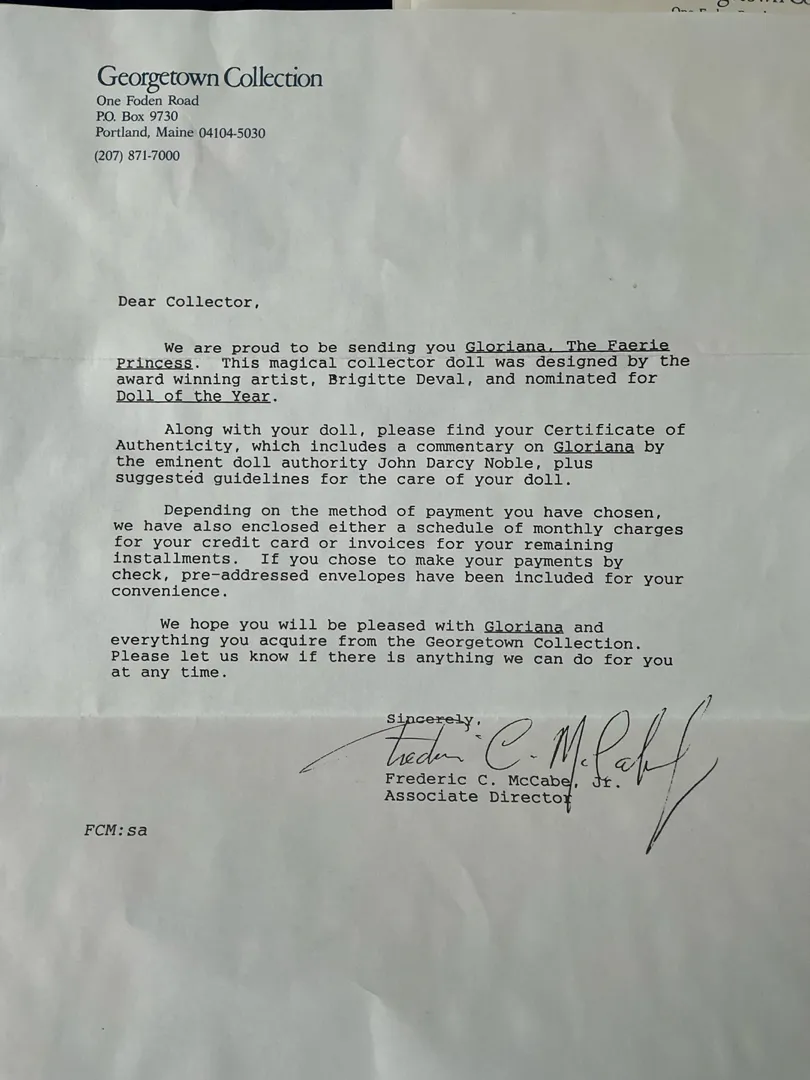 Georgetown Collection
One Foden Road
P.O. Box 9730
Portland, Maine 04104-5030
(207) 871-7000
Dear Collector,
We are proud to be sending you Gloriana, The Faerie
Princess. This magical collector doll was designed by the
award winning artist, Brigitte Deval, and nominated for
Doll of the Year.
Along with your doll, please find your Certificate of
Authenticity, which includes a commentary on Gloriana by
the eminent doll authority John Darcy Noble, plus
suggested guidelines for the care of your doll.
Depending on the method of payment you have chosen,
we have also enclosed either a schedule of monthly charges
for your credit card or invoices for your remaining
installments. If you chose to make your payments by
check, pre-addressed envelopes have been included for your
convenience.
We hope you will be pleased with Gloriana and
everything you acquire from the Georgetown Collection.
Please let us know if there is anything we can do for you
at any time.
Sincerely,
Frederic C. McCabe, Jr.
Associate Director
FCM:sa